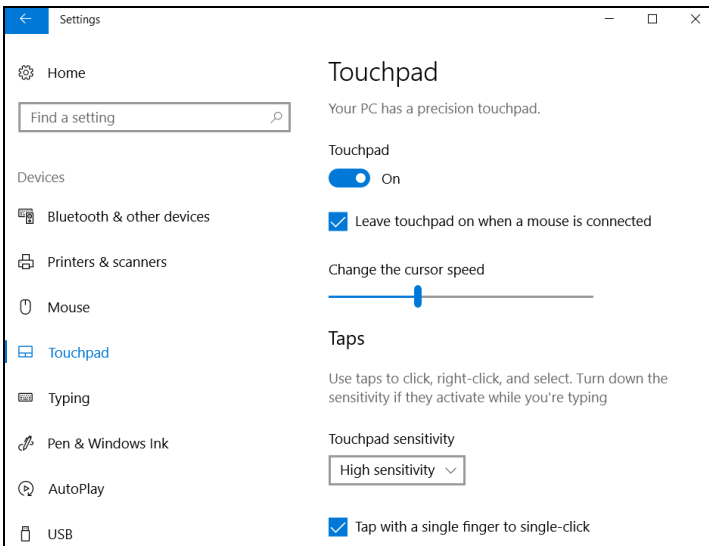 Settings
Home
Find a setting
Devices
Bluetooth & other devices
Printers & scanners
Mouse
Touchpad
Typing
Pen & Windows Ink
AutoPlay
USB
Touchpad
Your PC has a precision touchpad.
Touchpad
On
Leave touchpad on when a mouse is connected
Change the cursor speed
Taps
Use taps to click, right-click, and select. Turn down the
sensitivity if they activate while you're typing
Touchpad sensitivity
High sensitivity
Tap with a single finger to single-click